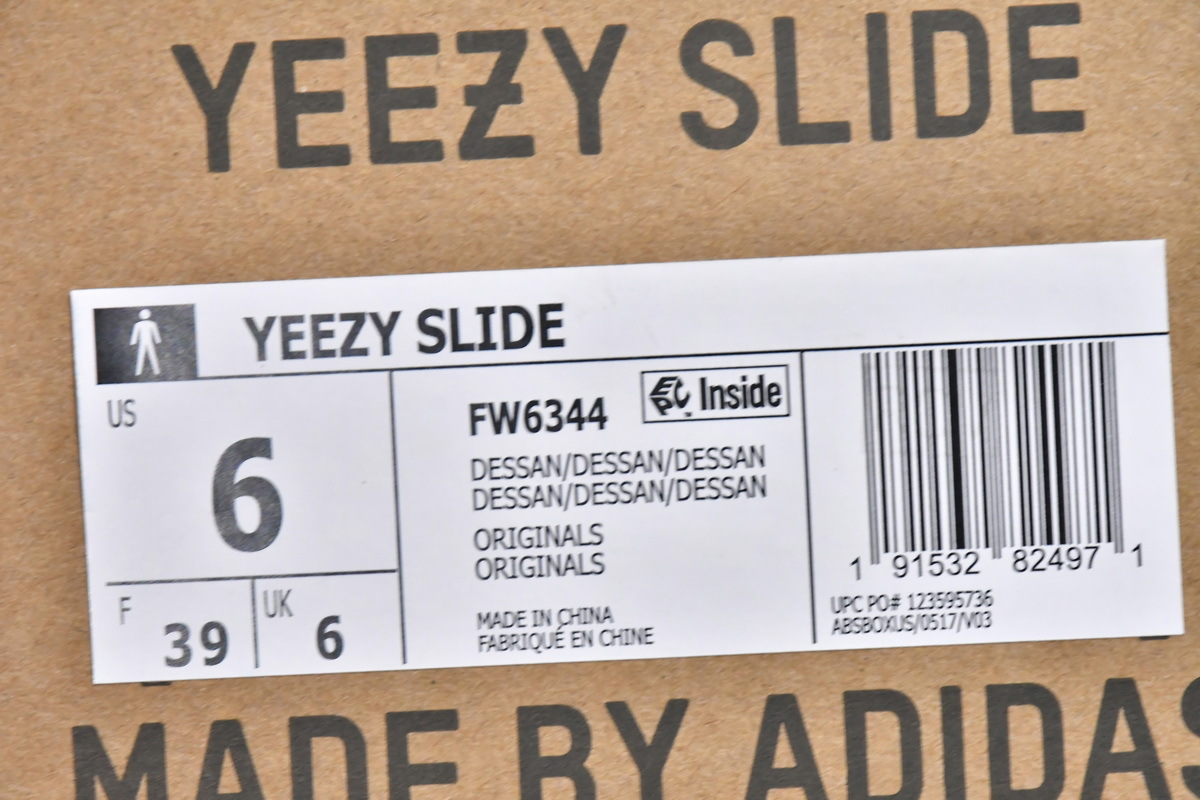 YEEZY SLIDE
YEEZY SLIDE
US
6
F
39
UK
6
FW6344
EPC Inside
™
DESSAN/DESSAN/DESSAN
DESSAN/DESSAN/DESSAN
ORIGINALS
ORIGINALS
MADE IN CHINA
FABRIQUÉ EN CHINE
1 91532 82497 1
UPC PO# 123595736
ABSBOXUS/0517/V03
MADE BY ADIDAS